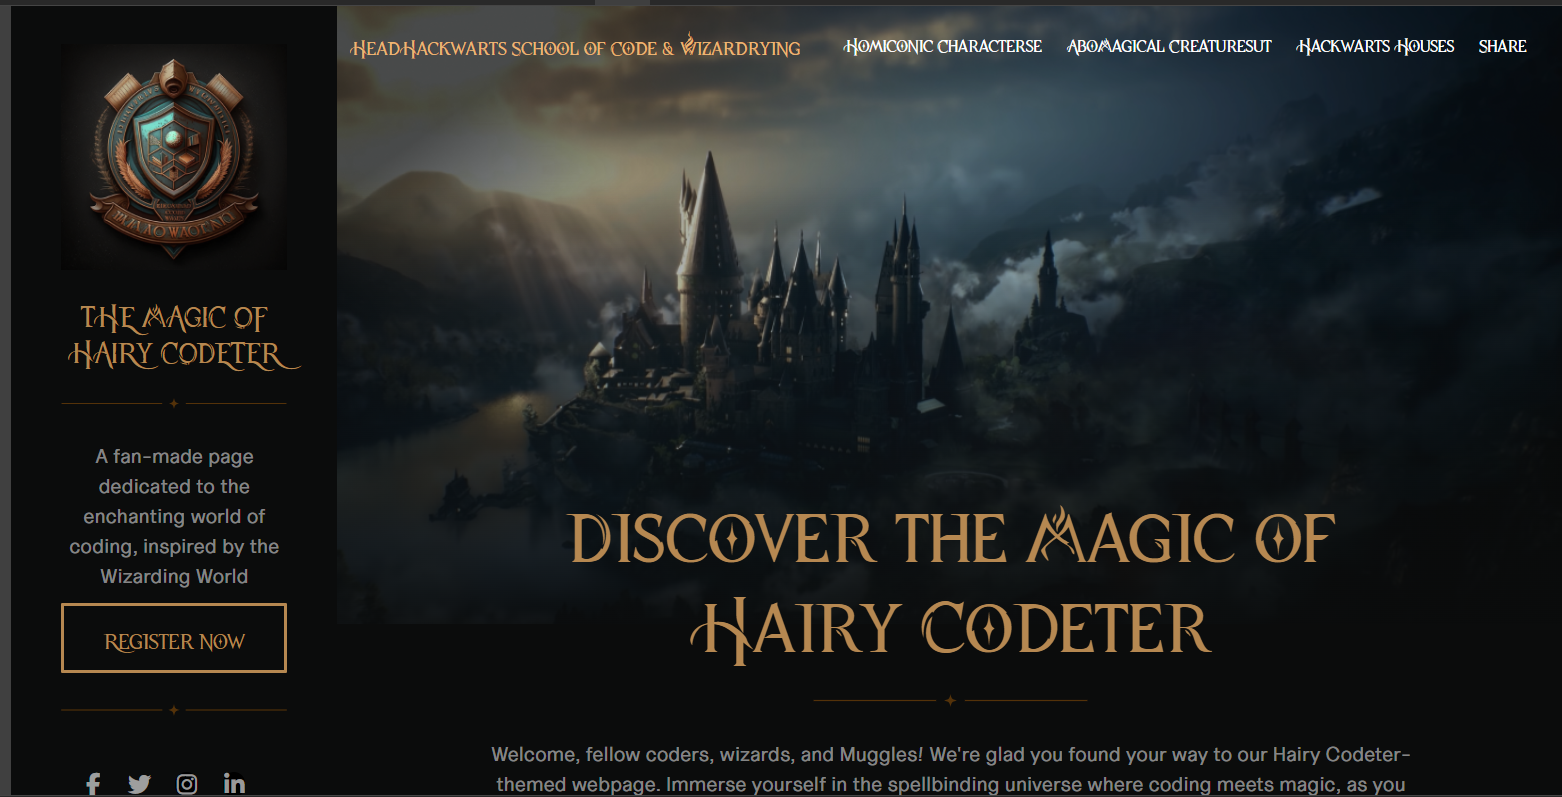 HEADHACKWARTS SCHOOL OF CODE & WIZARDRYING
HOMICONIC CHARACTERSE
ABOMAGICAL CREATURESUT
HACKWARTS HOUSES
SHARE
THE MAGIC OF
HAIRY CODETER
A fan-made page
dedicated to the
enchanting world of
coding, inspired by the
Wizarding World
REGISTER NOW
DISCOVER THE MAGIC OF
HAIRY CODETER
Welcome, fellow coders, wizards, and Muggles! We're glad you found your way to our Hairy Codeter-
themed webpage. Immerse yourself in the spellbinding universe where coding meets magic, as you